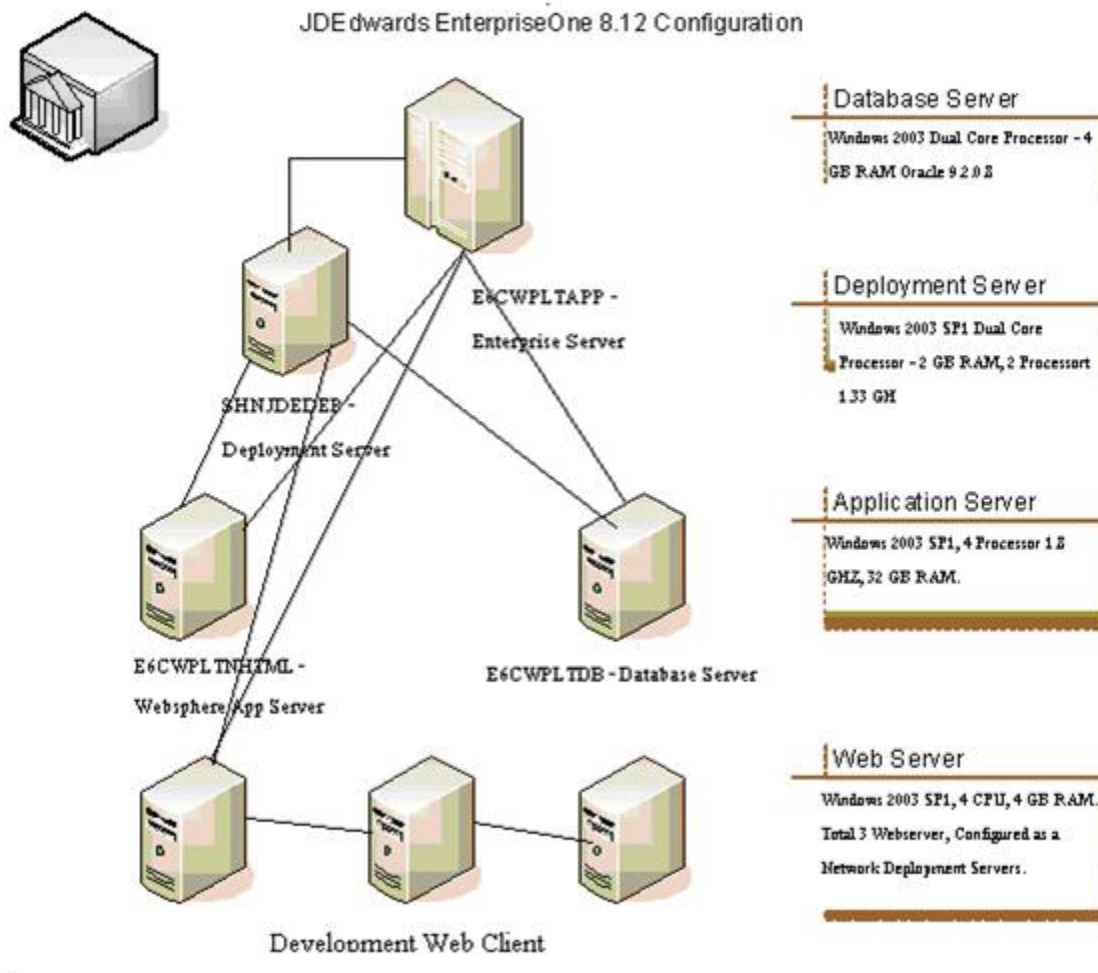 JDEdwards EnterpriseOne 8.12 Configuration
E6CWPLTAPP -
Enterprise Server
SHNJDEDEP -
Deployment Server
E6CWPLTNHTML -
Websphere App Server
E6CWPLTDB - Database Server
Development Web Client
Database Server
Windows 2003 Dual Core Processor - 4
GB RAM Oracle 9.2.0.8
Deployment Server
Windows 2003 SP1 Dual Core
Processor - 2 GB RAM, 2 Processort
1.33 GH
Application Server
Windows 2003 SP1, 4 Processor 1.8
GHZ, 32 GB RAM.
Web Server
Windows 2003 SP1, 4 CPU, 4 GB RAM.
Total 3 Webserver, Configured as a
Network Deployment Servers.